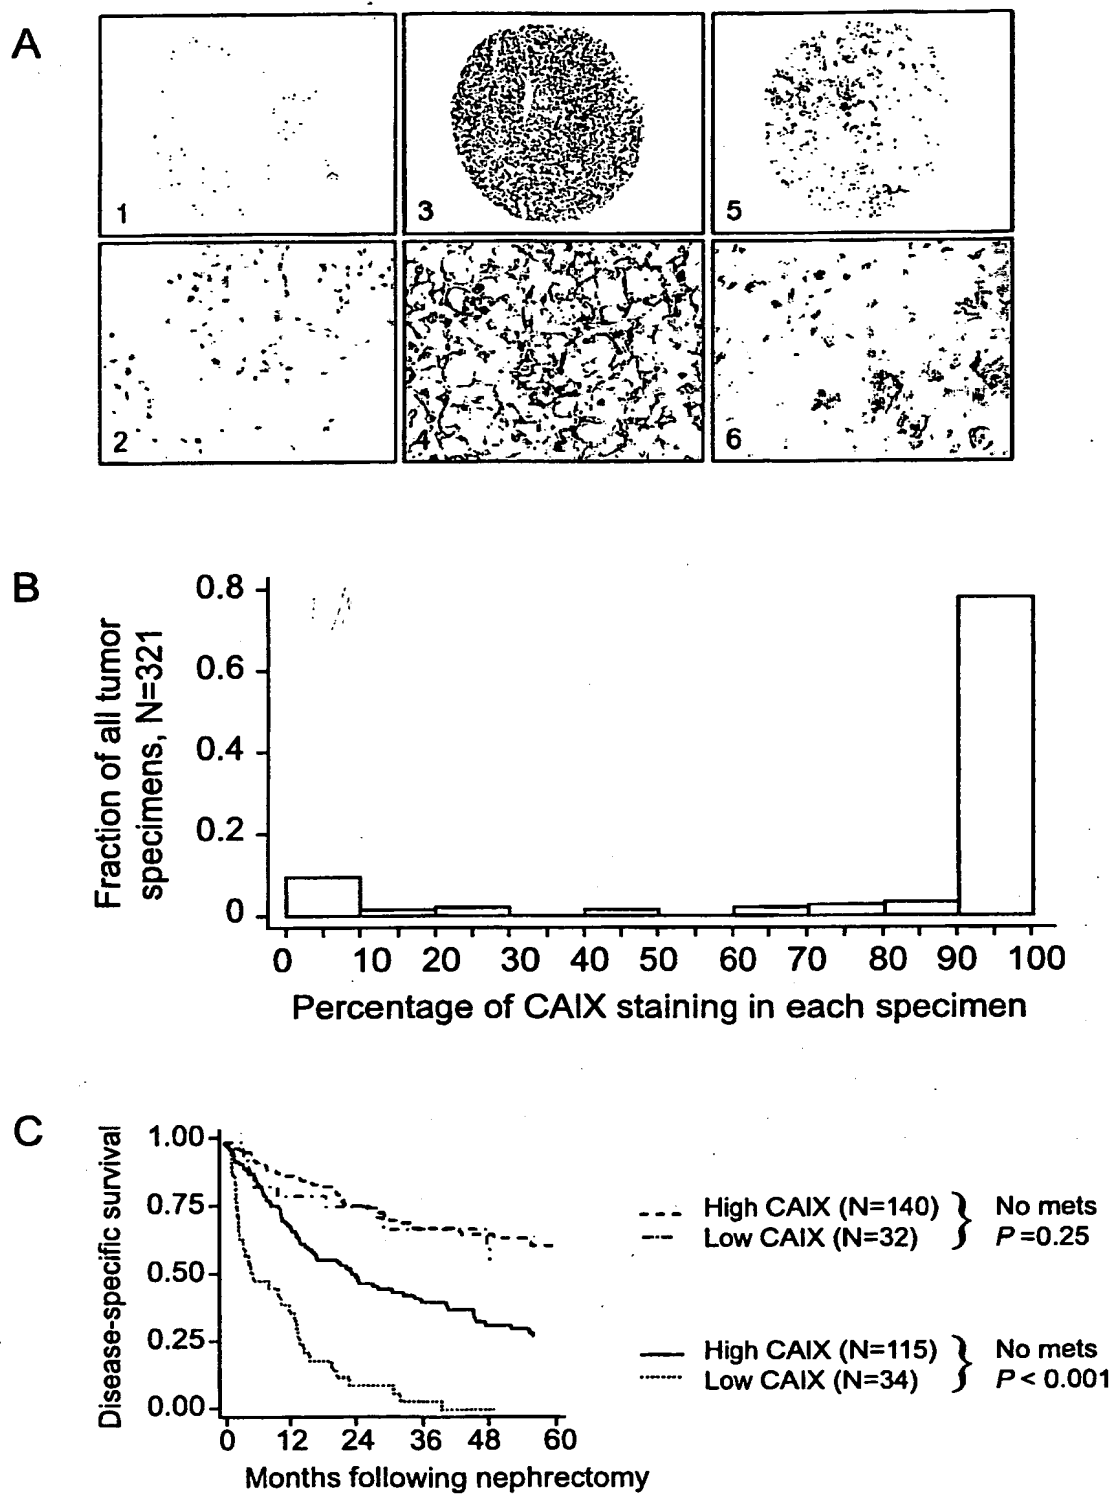 A
1
3
5
2
4
6
B
Fraction of all tumor
specimens, N=321
0.8
0.6
0.4
0.2
0
0 10 20 30 40 50 60 70 80 90 100
Percentage of CAIX staining in each specimen
C
Disease-specific survival
1.00
0.75
0.50
0.25
0.00
0 12 24 36 48 60
Months following nephrectomy
High CAIX (N=140)
Low CAIX (N=32)
} No mets
P =0.25
High CAIX (N=115)
Low CAIX (N=34)
} No mets
P < 0.001